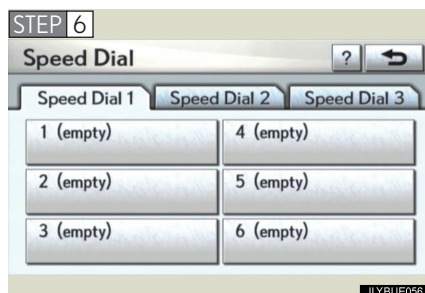 STEP 6
Speed Dial
?
Speed Dial 1 Speed Dial 2 Speed Dial 3
1 (empty) 4 (empty)
2 (empty) 5 (empty)
3 (empty) 6 (empty)
JLYBUE056